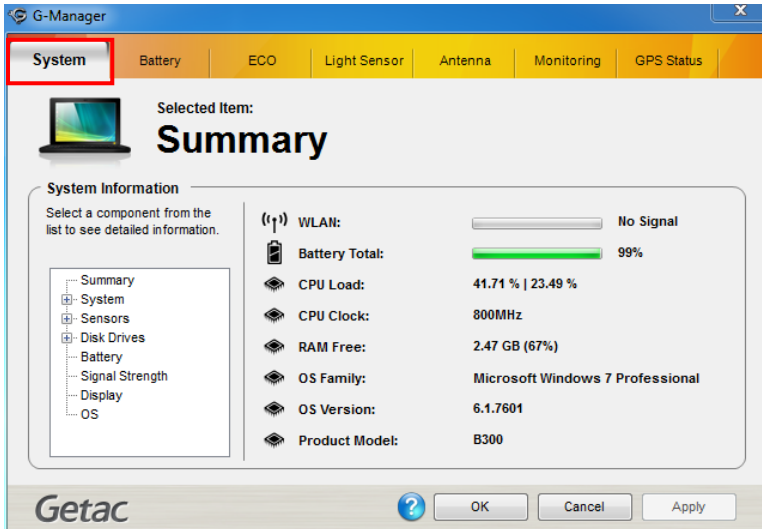 G-Manager
System Battery ECO Light Sensor Antenna Monitoring GPS Status
Selected Item:
Summary
System Information
Select a component from the
list to see detailed information.
Summary
System
Sensors
Disk Drives
Battery
Signal Strength
Display
OS
WLAN: No Signal
Battery Total: 99%
CPU Load: 41.71 % | 23.49 %
CPU Clock: 800MHz
RAM Free: 2.47 GB (67%)
OS Family: Microsoft Windows 7 Professional
OS Version: 6.1.7601
Product Model: B300
Getac ? OK Cancel Apply